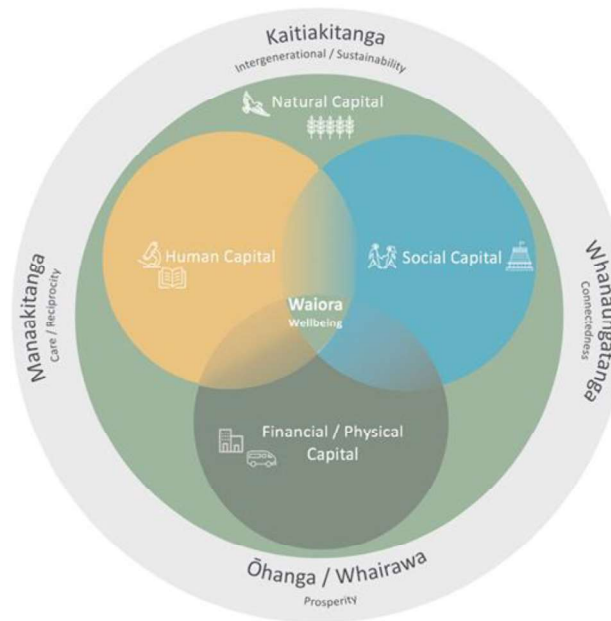 Kaitiakitanga
Intergenerational / Sustainability
Natural Capital
Human Capital
Social Capital
Manaakitanga
Care / Reciprocity
Whanaungatanga
Connectedness
Waiora
Wellbeing
Financial / Physical
Capital
Ōhanga / Whairawa
Prosperity